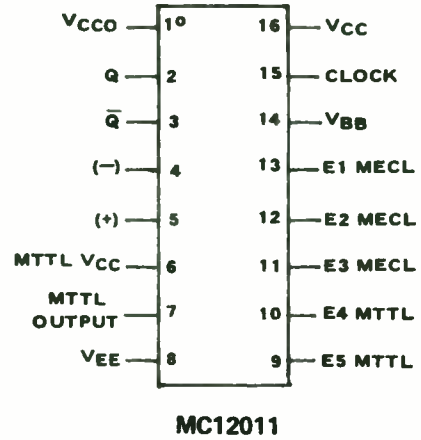 VCCO 1 16 VCC
Q 2 15 CLOCK
Q̅ 3 14 VBB
(−) 4 13 E1 MECL
(+) 5 12 E2 MECL
MTTL VCC 6 11 E3 MECL
MTTL
OUTPUT 7 10 E4 MTTL
VEE 8 9 E5 MTTL
MC12011